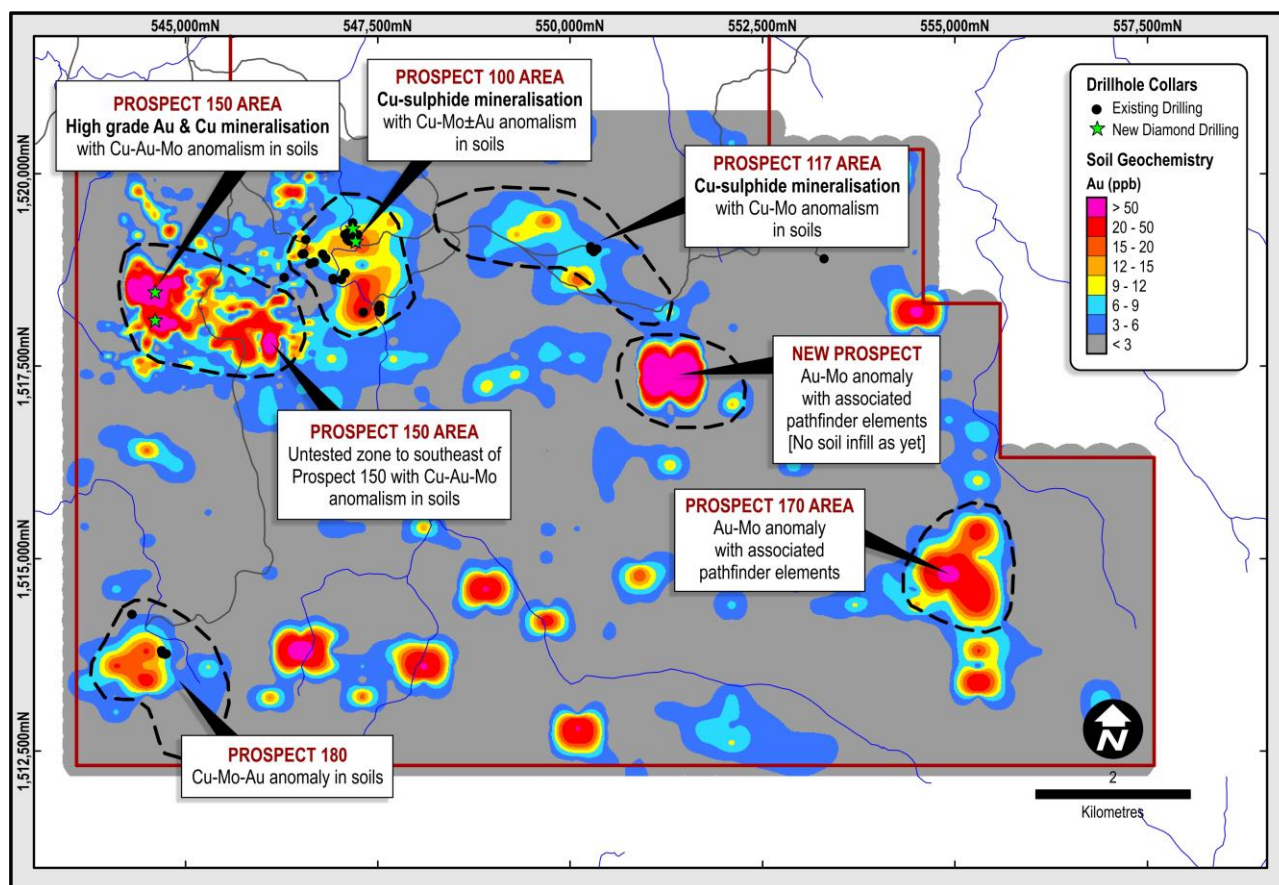 545,000mN
547,500mN
550,000mN
552,500mN
555,000mN
557,500mN
1,520,000mN
1,517,500mN
1,515,000mN
1,512,500mN
PROSPECT 150 AREA
High grade Au & Cu mineralisation
with Cu-Au-Mo anomalism in soils
PROSPECT 100 AREA
Cu-sulphide mineralisation
with Cu-Mo±Au anomalism
in soils
PROSPECT 117 AREA
Cu-sulphide mineralisation
with Cu-Mo anomalism
in soils
Drillhole Collars
Existing Drilling
New Diamond Drilling
Soil Geochemistry
Au (ppb)
> 50
20 - 50
15 - 20
12 - 15
9 - 12
6 - 9
3 - 6
< 3
NEW PROSPECT
Au-Mo anomaly
with associated
pathfinder elements
[No soil infill as yet]
PROSPECT 150 AREA
Untested zone to southeast of
Prospect 150 with Cu-Au-Mo
anomalism in soils
PROSPECT 170 AREA
Au-Mo anomaly
with associated
pathfinder elements
PROSPECT 180
Cu-Mo-Au anomaly in soils
N
2
Kilometres